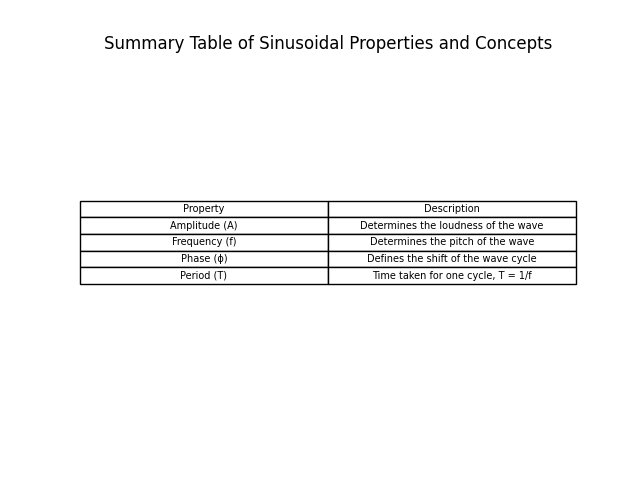 Summary Table of Sinusoidal Properties and Concepts
Property Description
Amplitude (A) Determines the loudness of the wave
Frequency (f) Determines the pitch of the wave
Phase (ϕ) Defines the shift of the wave cycle
Period (T) Time taken for one cycle, T = 1/f